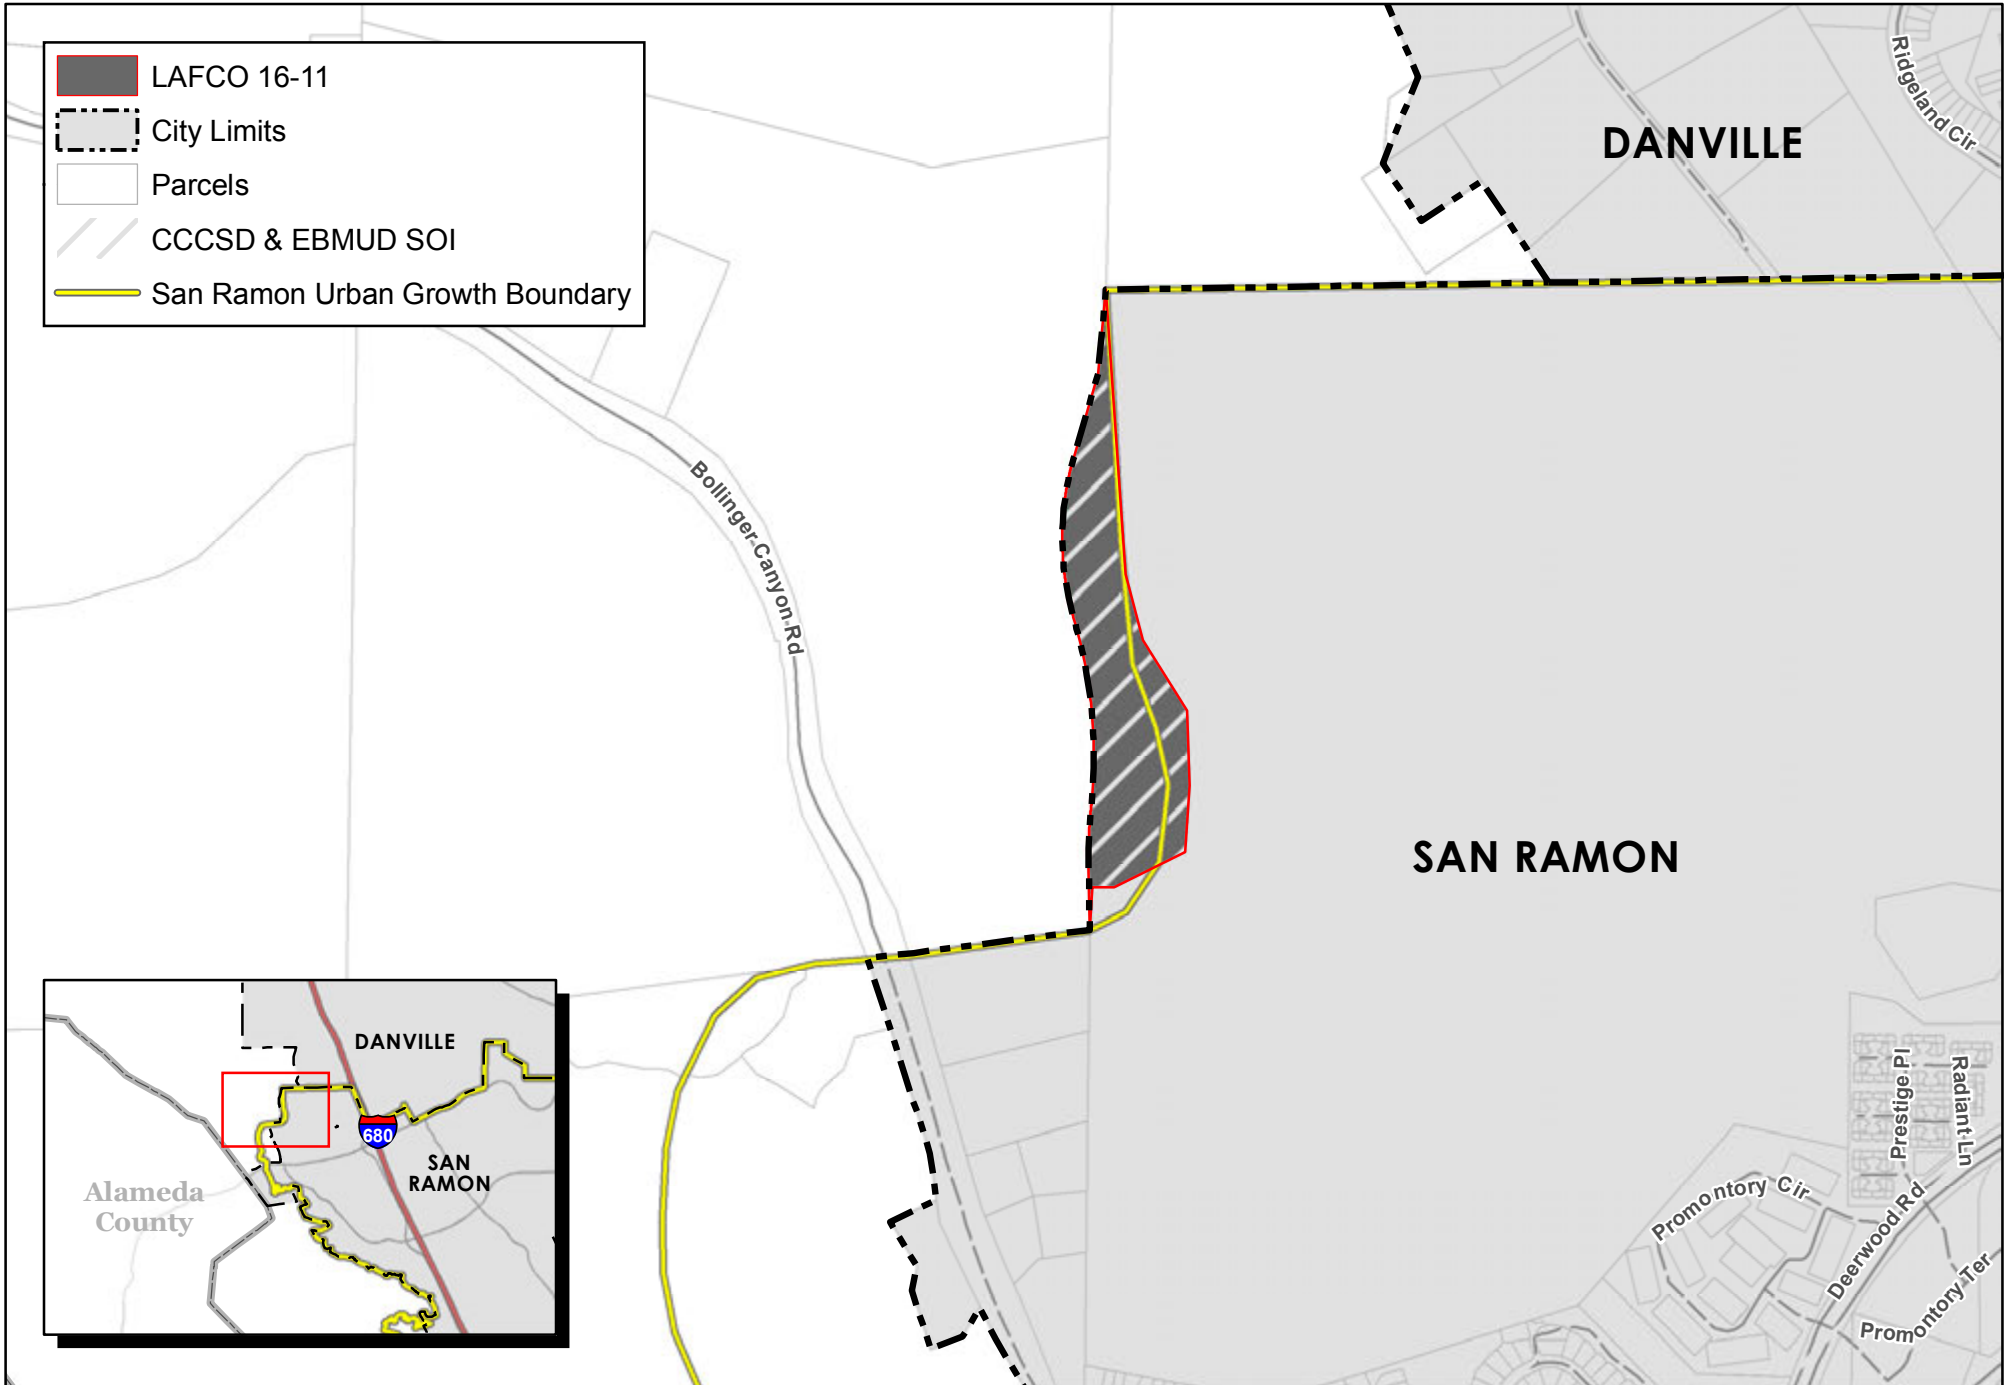 LAFCO 16-11
City Limits
Parcels
CCCSD & EBMUD SOI
San Ramon Urban Growth Boundary
DANVILLE
Ridgeland Cir
Bollinger Canyon Rd
SAN RAMON
Prestige Pl
Radiant Ln
Promontory Cir
Deerwood Rd
Promontory Ter
DANVILLE
680
SAN
RAMON
Alameda
County